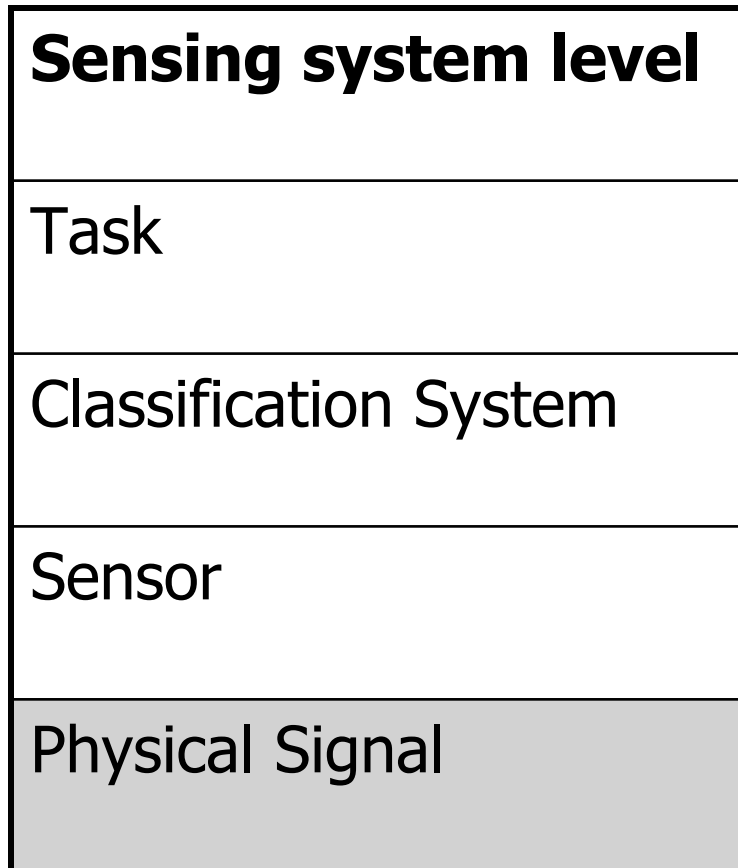 Sensing system level
Task
Classification System
Sensor
Physical Signal